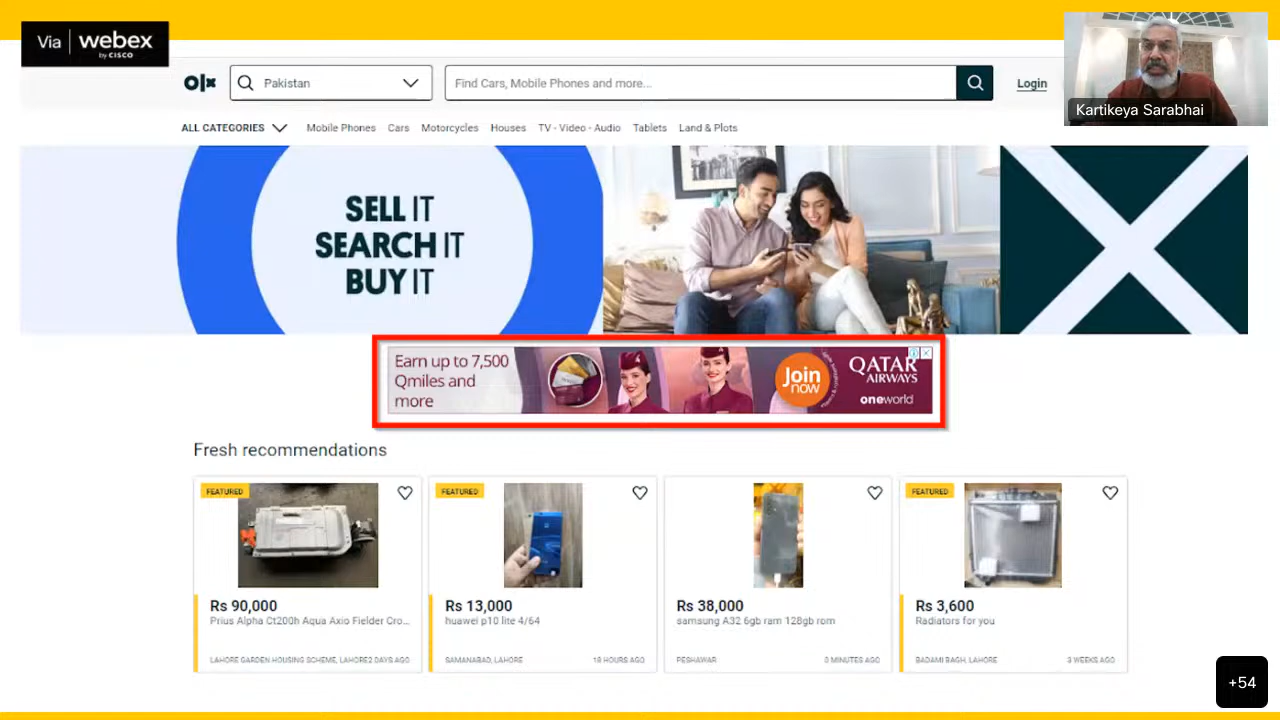 Via webex
by CISCO
olx
Pakistan
Find Cars, Mobile Phones and more...
Login
Kartikeya Sarabhai
ALL CATEGORIES
Mobile Phones Cars Motorcycles Houses TV - Video - Audio Tablets Land & Plots
SELL IT
SEARCH IT
BUY IT
Earn up to 7,500
Qmiles and
more
Join
now
QATAR
AIRWAYS
oneworld
Fresh recommendations
FEATURED
Rs 90,000
Prius Alpha Ct200h Aqua Axio Fielder Cro...
LAHORE GARDEN HOUSING SCHEME, LAHORE2 DAYS AGO
FEATURED
Rs 13,000
huawei p10 lite 4/64
SAMANABAD, LAHORE 18 HOURS AGO
Rs 38,000
samsung A32 6gb ram 128gb rom
PESHAWAR 0 MINUTES AGO
FEATURED
Rs 3,600
Radiators for you
BADAMI BAGH, LAHORE 3 WEEKS AGO
+54